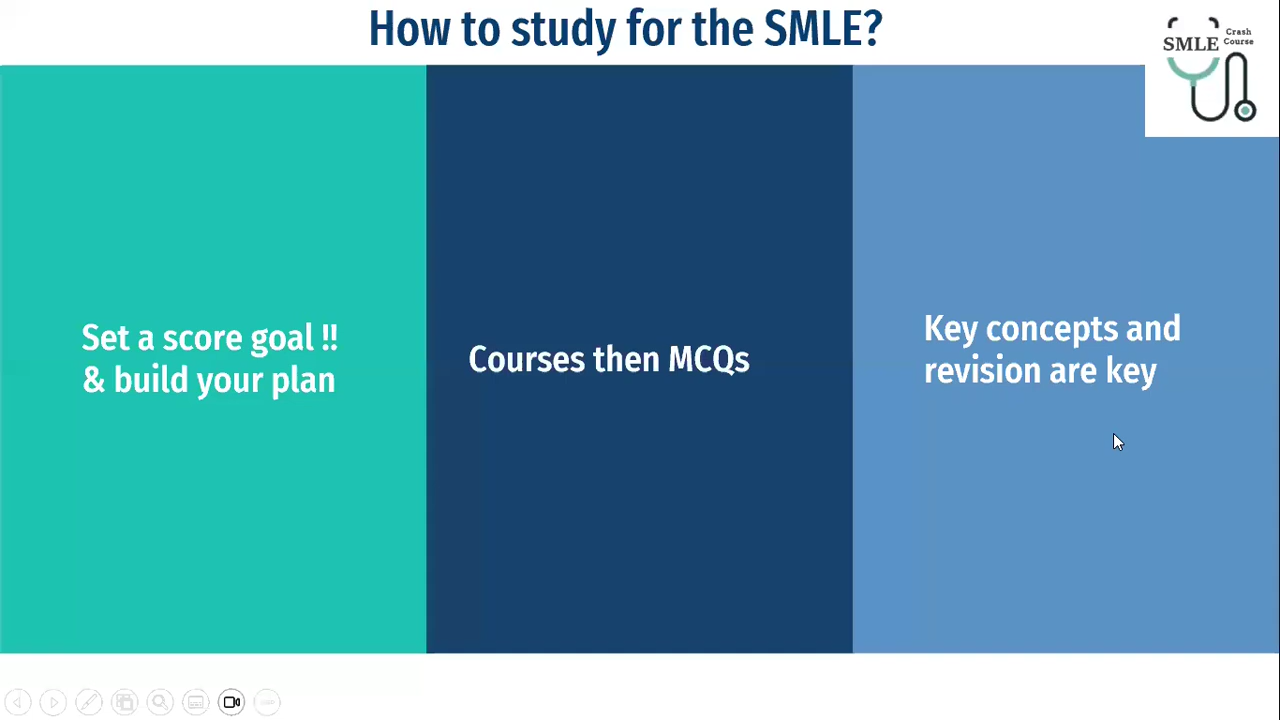 How to study for the SMLE?
SMLE Crash
Course
Set a score goal !!
& build your plan
Courses then MCQs
Key concepts and
revision are key